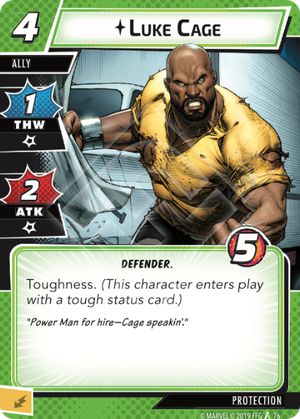 4
Luke Cage
ALLY
1
THW
2
ATK
5
DEFENDER.
Toughness. (This character enters play
with a tough status card.)
"Power Man for hire—Cage speakin'."
PROTECTION
© MARVEL © 2019 FFG A 76